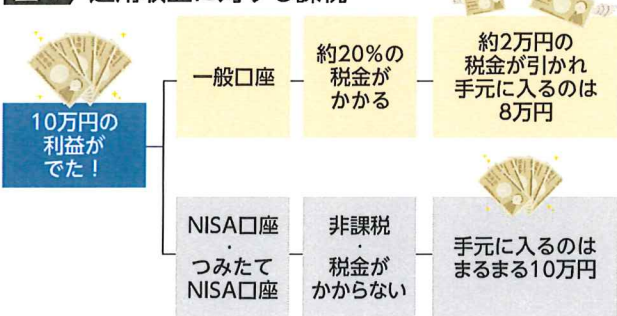 10万円の
利益が
でた！
一般口座
約20%の
税金が
かかる
約2万円の
税金が引かれ
手元に入るのは
8万円
NISA口座
・
つみたて
NISA口座
非課税
・
税金が
かからない
手元に入るのは
まるまる10万円